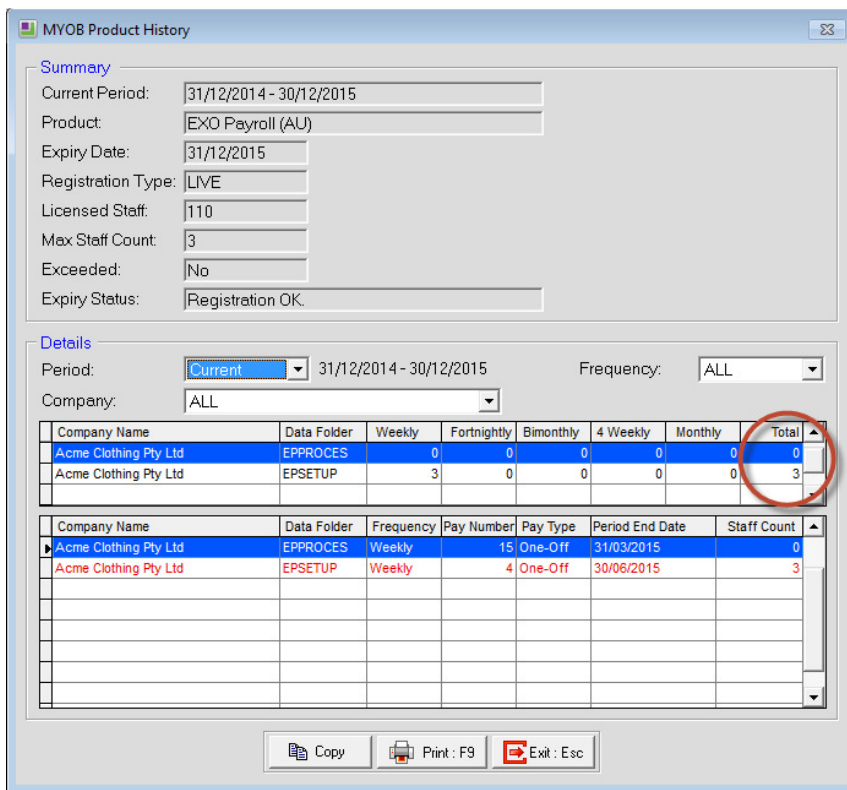 MYOB Product History
Summary
Current Period: 31/12/2014 - 30/12/2015
Product: EXO Payroll (AU)
Expiry Date: 31/12/2015
Registration Type: LIVE
Licensed Staff: 110
Max Staff Count: 3
Exceeded: No
Expiry Status: Registration OK.
Details
Period: Current 31/12/2014 - 30/12/2015 Frequency: ALL
Company: ALL
Company Name Data Folder Weekly Fortnightly Bimonthly 4 Weekly Monthly Total
Acme Clothing Pty Ltd EPPROCES 0 0 0 0 0 0
Acme Clothing Pty Ltd EPSETUP 3 0 0 0 0 3
Company Name Data Folder Frequency Pay Number Pay Type Period End Date Staff Count
Acme Clothing Pty Ltd EPPROCES Weekly 15 One-Off 31/03/2015 0
Acme Clothing Pty Ltd EPSETUP Weekly 4 One-Off 30/06/2015 3
Copy Print : F9 Exit : Esc